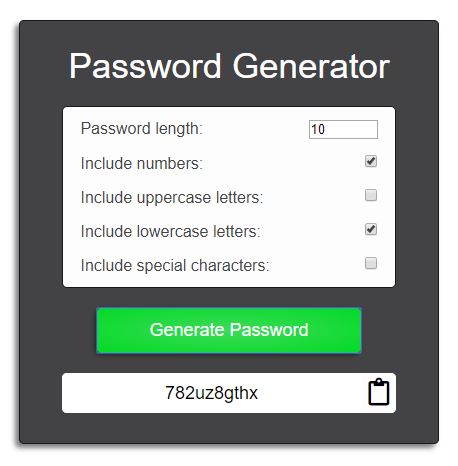 Password Generator
Password length: 10
Include numbers:
Include uppercase letters:
Include lowercase letters:
Include special characters:
Generate Password
782uz8gthx